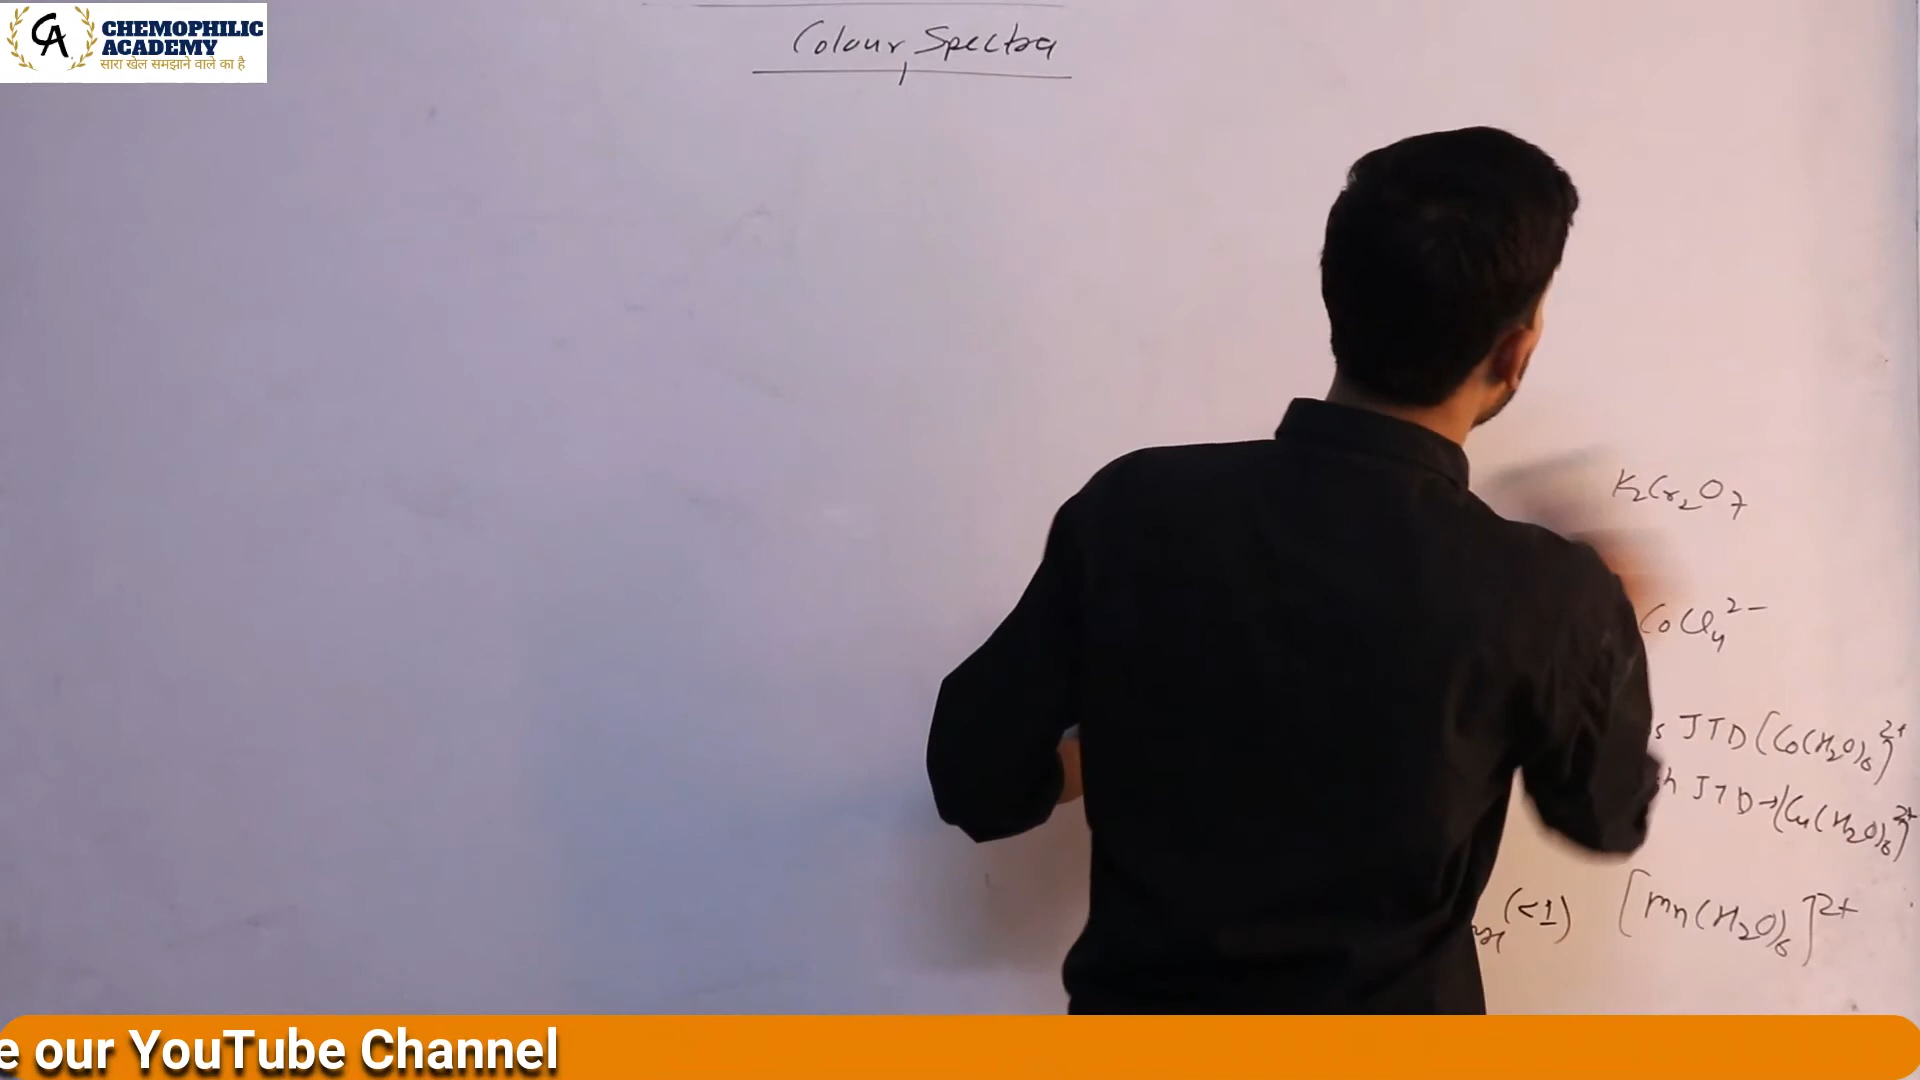 CA CHEMOPHILIC
ACADEMY
सारा खेल समझाने वाले का है
Colour Spectra
K2Cr2O7
CoCl4 2-
s JTD [Co(H2O)6]2+
h JTD→[Cu(H2O)6]2+
(<1) [Mn(H2O)6]2+
e our YouTube Channel